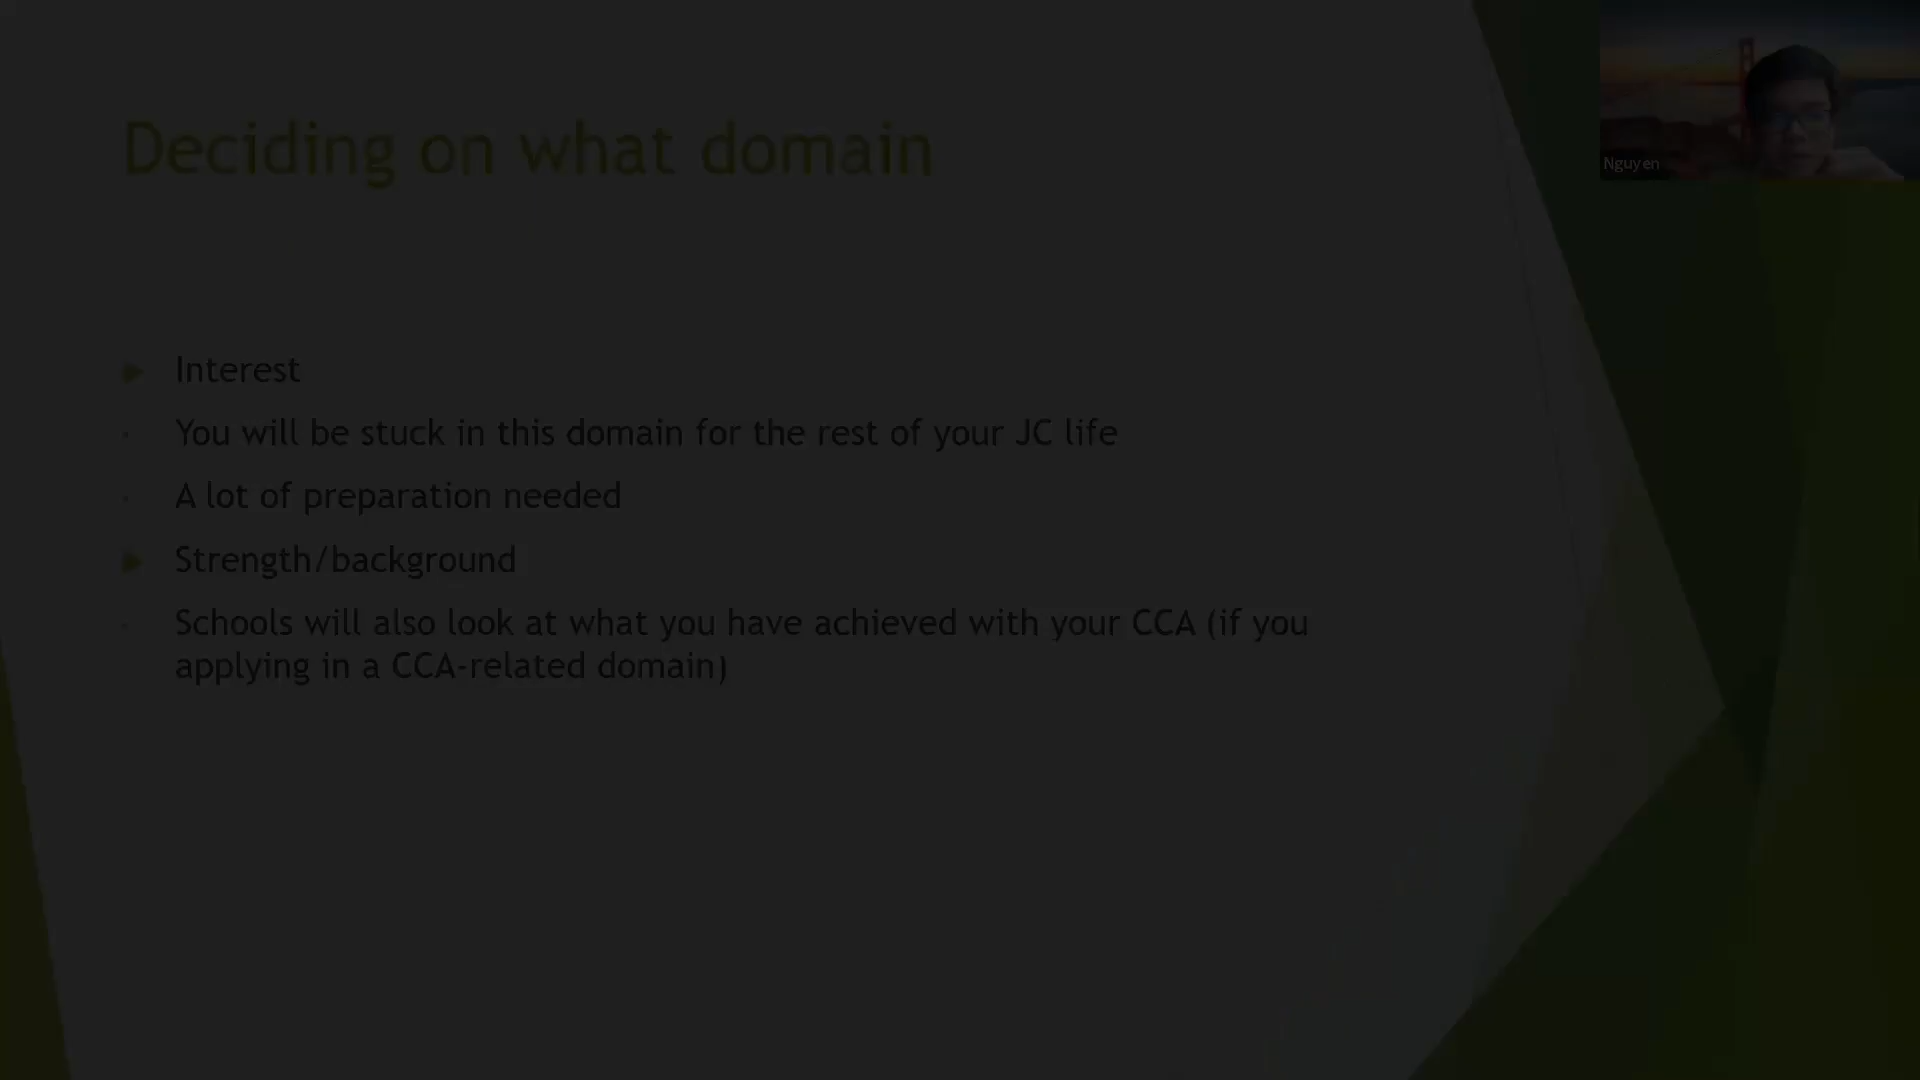 Deciding on what domain
Nguyen
Interest
You will be stuck in this domain for the rest of your JC life
A lot of preparation needed
Strength/background
Schools will also look at what you have achieved with your CCA (if you
applying in a CCA-related domain)